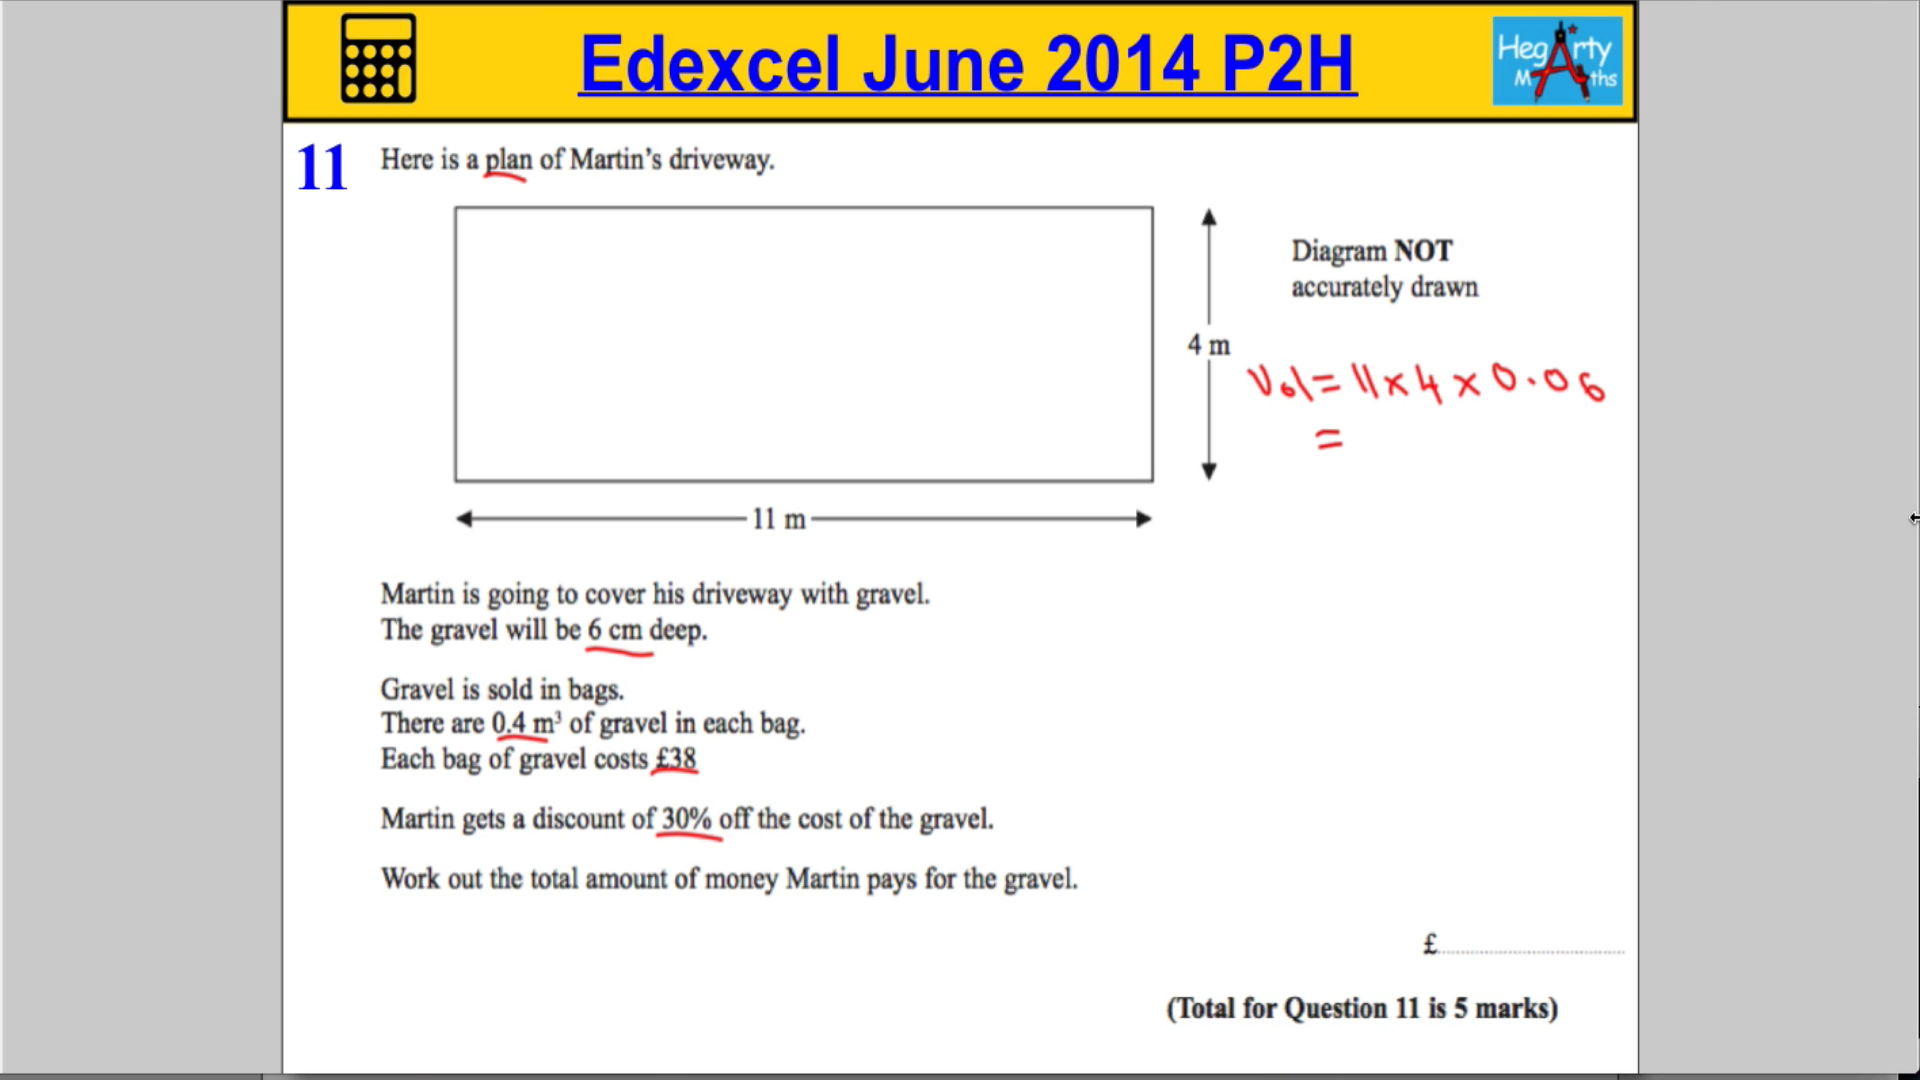 Edexcel June 2014 P2H
Hegarty
Maths
11 Here is a plan of Martin's driveway.
Diagram NOT
accurately drawn
4 m
Vol = 11 x 4 x 0.06
=
11 m
Martin is going to cover his driveway with gravel.
The gravel will be 6 cm deep.
Gravel is sold in bags.
There are 0.4 m³ of gravel in each bag.
Each bag of gravel costs £38
Martin gets a discount of 30% off the cost of the gravel.
Work out the total amount of money Martin pays for the gravel.
£
(Total for Question 11 is 5 marks)